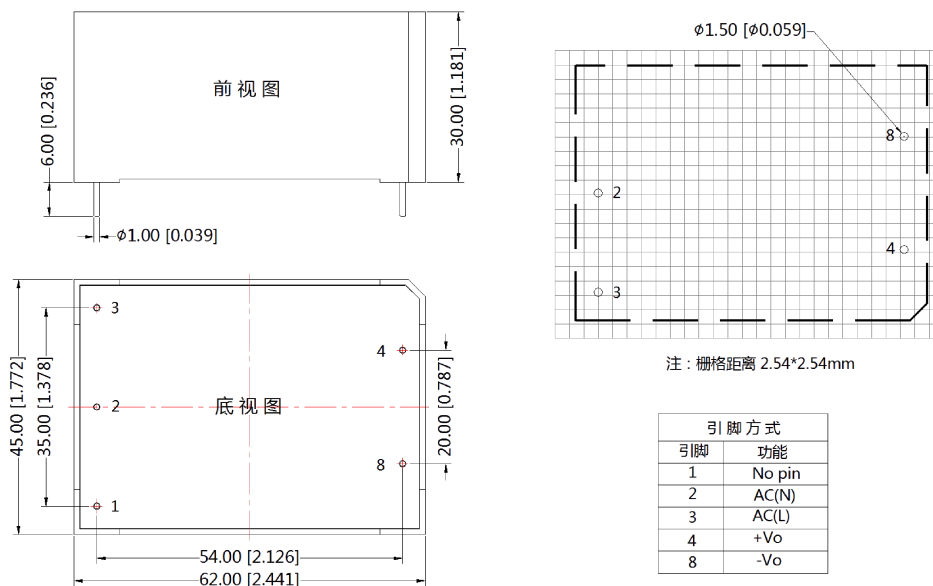 前视图
6.00 [0.236]
30.00 [1.181]
ϕ1.00 [0.039]
ϕ1.50 [ϕ0.059]
8
2
4
3
注：栅格距离 2.54*2.54mm
3
4
2
底视图
8
1
45.00 [1.772]
35.00 [1.378]
20.00 [0.787]
54.00 [2.126]
62.00 [2.441]
引脚方式
引脚 功能
1 No pin
2 AC(N)
3 AC(L)
4 +Vo
8 -Vo